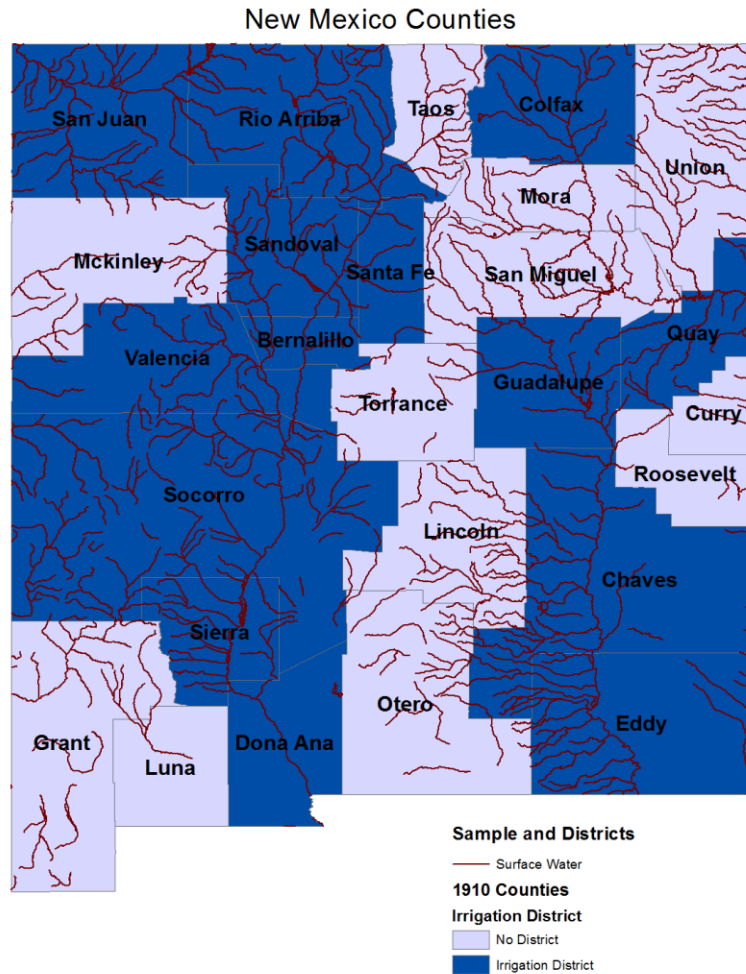 New Mexico Counties
San Juan
Rio Arriba
Taos
Colfax
Union
Mora
Mckinley
Sandoval
Santa Fe
San Miguel
Bernalillo
Valencia
Quay
Guadalupe
Torrance
Curry
Roosevelt
Socorro
Lincoln
Chaves
Sierra
Otero
Eddy
Grant
Luna
Dona Ana
Sample and Districts
Surface Water
1910 Counties
Irrigation District
No District
Irrigation District